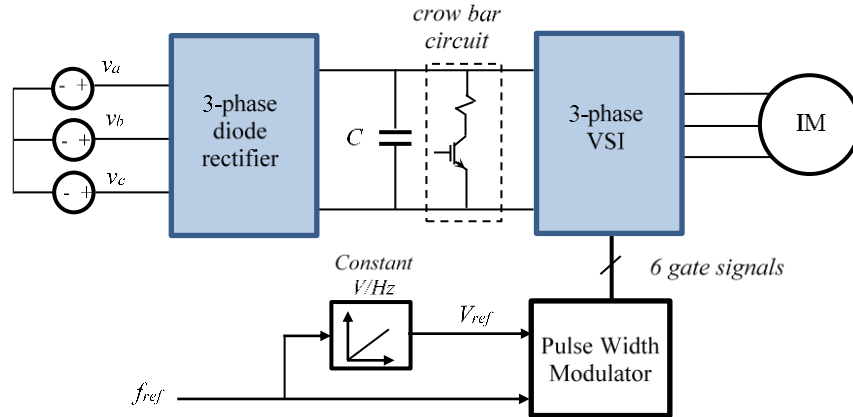 crow bar
circuit
va
- +
3-phase
diode
rectifier
vb
- +
vc
- +
C
3-phase
VSI
IM
6 gate signals
Constant
V/Hz
Vref
Pulse Width
Modulator
fref